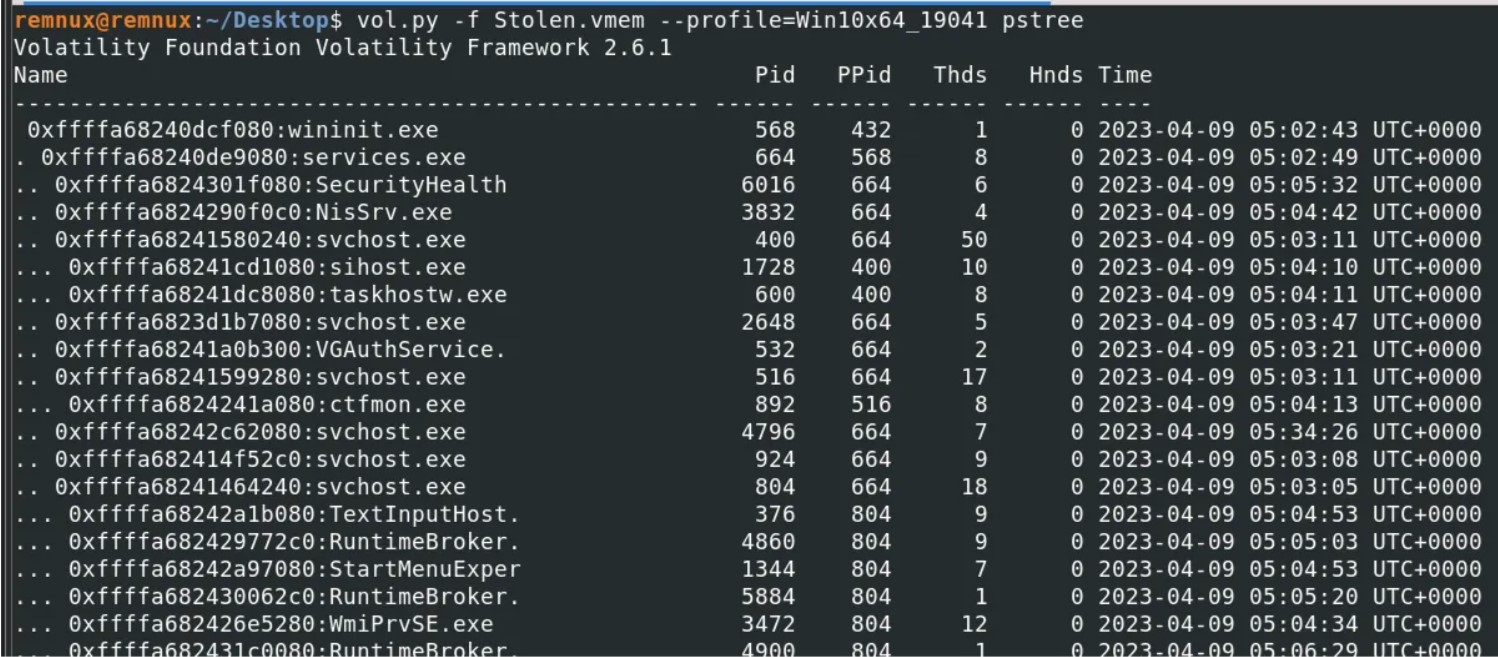 remnux@remnux:~/Desktop$ vol.py -f Stolen.vmem --profile=Win10x64_19041 pstree
Volatility Foundation Volatility Framework 2.6.1
Name                                                  Pid   PPid   Thds   Hnds Time
-------------------------------------------------- ------ ------ ------ ------ ----
 0xffffa68240dcf080:wininit.exe                       568    432      1      0 2023-04-09 05:02:43 UTC+0000
. 0xffffa68240de9080:services.exe                     664    568      8      0 2023-04-09 05:02:49 UTC+0000
.. 0xffffa6824301f080:SecurityHealth                 6016    664      6      0 2023-04-09 05:05:32 UTC+0000
.. 0xffffa6824290f0c0:NisSrv.exe                     3832    664      4      0 2023-04-09 05:04:42 UTC+0000
.. 0xffffa68241580240:svchost.exe                     400    664     50      0 2023-04-09 05:03:11 UTC+0000
... 0xffffa68241cd1080:sihost.exe                    1728    400     10      0 2023-04-09 05:04:10 UTC+0000
... 0xffffa68241dc8080:taskhostw.exe                  600    400      8      0 2023-04-09 05:04:11 UTC+0000
.. 0xffffa6823d1b7080:svchost.exe                    2648    664      5      0 2023-04-09 05:03:47 UTC+0000
.. 0xffffa68241a0b300:VGAuthService.                  532    664      2      0 2023-04-09 05:03:21 UTC+0000
.. 0xffffa68241599280:svchost.exe                     516    664     17      0 2023-04-09 05:03:11 UTC+0000
... 0xffffa6824241a080:ctfmon.exe                     892    516      8      0 2023-04-09 05:04:13 UTC+0000
.. 0xffffa68242c62080:svchost.exe                    4796    664      7      0 2023-04-09 05:34:26 UTC+0000
.. 0xffffa682414f52c0:svchost.exe                     924    664      9      0 2023-04-09 05:03:08 UTC+0000
.. 0xffffa68241464240:svchost.exe                     804    664     18      0 2023-04-09 05:03:05 UTC+0000
... 0xffffa68242a1b080:TextInputHost.                 376    804      9      0 2023-04-09 05:04:53 UTC+0000
... 0xffffa682429772c0:RuntimeBroker.                4860    804      9      0 2023-04-09 05:05:03 UTC+0000
... 0xffffa68242a97080:StartMenuExper                1344    804      7      0 2023-04-09 05:04:53 UTC+0000
... 0xffffa682430062c0:RuntimeBroker.                5884    804      1      0 2023-04-09 05:05:20 UTC+0000
... 0xffffa682426e5280:WmiPrvSE.exe                  3472    804     12      0 2023-04-09 05:04:34 UTC+0000
... 0xffffa682431c0080:RuntimeBroker.                4900    804      1      0 2023-04-09 05:06:29 UTC+0000